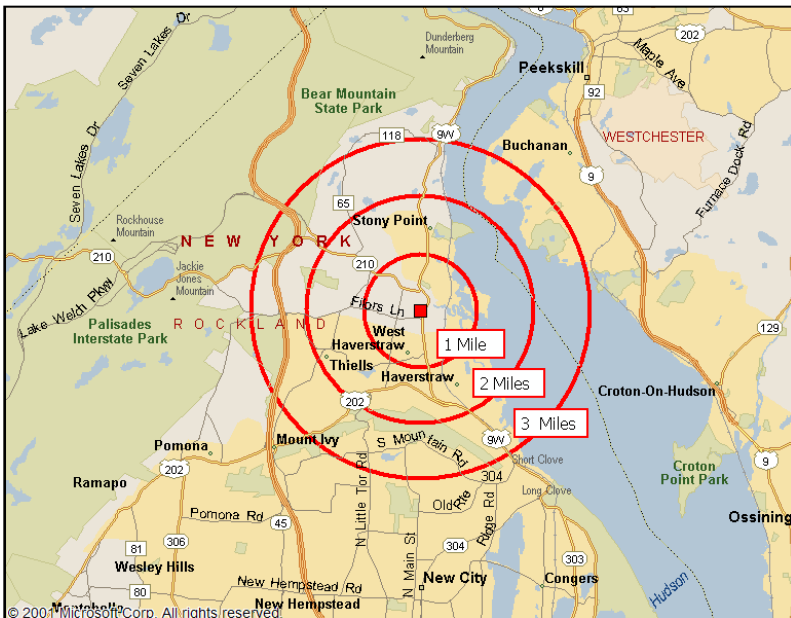 Seven Lakes Dr
202
Dunderberg
Mountain
Peekskill
Maple Ave
202
Bear Mountain
State Park
92
118
9W
Buchanan
WESTCHESTER
9
Furnace Dock Rd
Seven Lakes Dr
65
Stony Point
Rockhouse
Mountain
NEW YORK
210
210
Jackie
Jones
Mountain
Lake Welch Pkwy
Filors Ln
Palisades
Interstate Park
ROCKLAND
West
Haverstraw
1 Mile
129
Thiells
Haverstraw
2 Miles
Croton-On-Hudson
202
3 Miles
Pomona
Mount Ivy
S Mountain Rd
9W
Short Clove
9
202
Ramapo
N Little Tor Rd
304
Long Clove
Croton
Point Park
Old Rte
Ridge Rd
Pomona Rd
45
Ossining
306
81
304
303
Wesley Hills
N Main St
New Hempstead Rd
New City
Congers
Hudson
81
Montebello
New Hempstead
© 2001 Microsoft Corp. All rights reserved